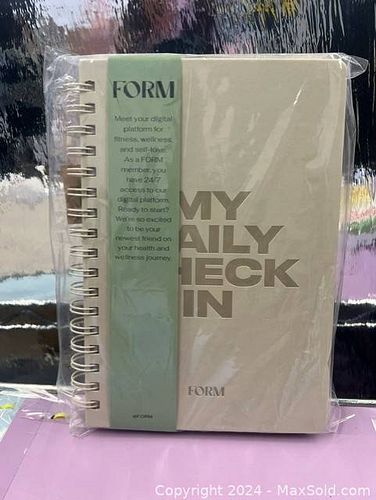 FORM
Meet your digital
platform for
fitness, wellness,
and self-love.
As a FORM
member, you
have 24/7
access to our
digital platform.
Ready to start?
We're so excited
to be your
newest friend on
your health and
wellness journey.
MY
AILY
HECK
IN
FORM
#FORM
Copyright © 2024 - MaxSold.com